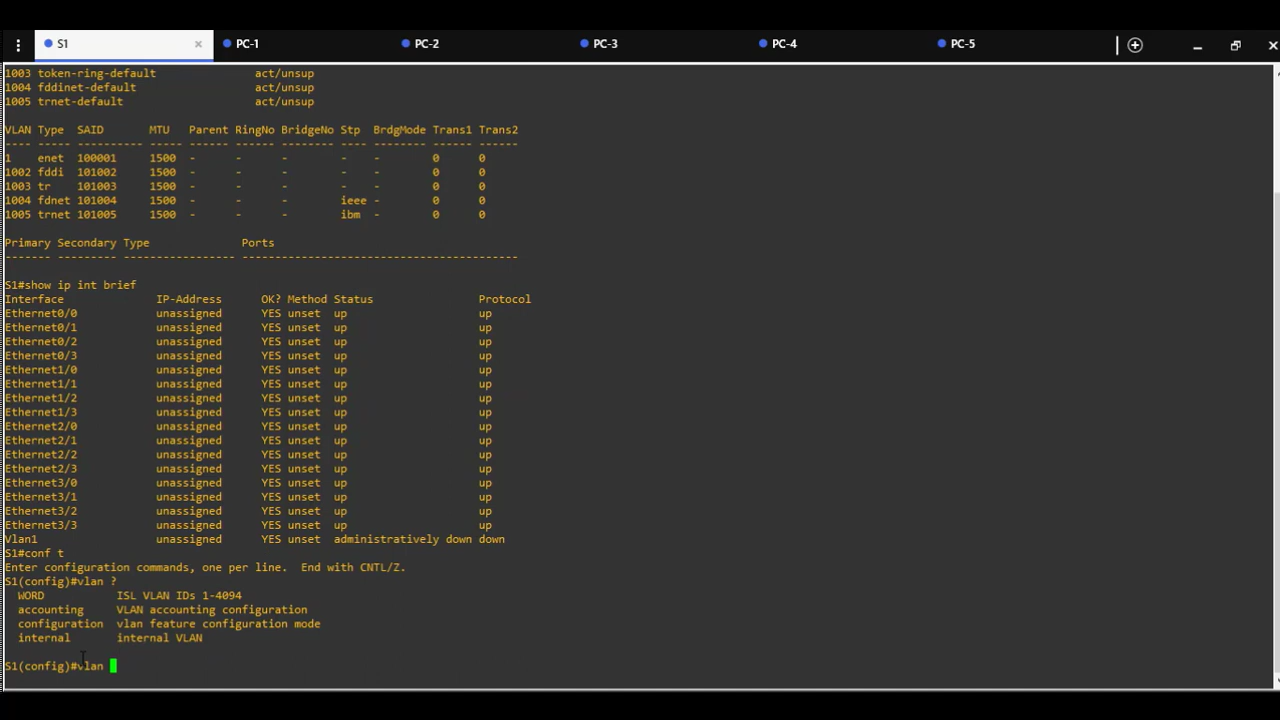 S1 PC-1 PC-2 PC-3 PC-4 PC-5
1003 token-ring-default act/unsup
1004 fddinet-default act/unsup
1005 trnet-default act/unsup
VLAN Type SAID MTU Parent RingNo BridgeNo Stp BrdgMode Trans1 Trans2
---- ----- ---------- ----- ------ ------ -------- ---- -------- ------ ------
1 enet 100001 1500 - - - - - 0 0
1002 fddi 101002 1500 - - - - - 0 0
1003 tr 101003 1500 - - - - - 0 0
1004 fdnet 101004 1500 - - - ieee - 0 0
1005 trnet 101005 1500 - - - ibm - 0 0
Primary Secondary Type Ports
------- --------- ----------------- ------------------------------------------
S1#show ip int brief
Interface IP-Address OK? Method Status Protocol
Ethernet0/0 unassigned YES unset up up
Ethernet0/1 unassigned YES unset up up
Ethernet0/2 unassigned YES unset up up
Ethernet0/3 unassigned YES unset up up
Ethernet1/0 unassigned YES unset up up
Ethernet1/1 unassigned YES unset up up
Ethernet1/2 unassigned YES unset up up
Ethernet1/3 unassigned YES unset up up
Ethernet2/0 unassigned YES unset up up
Ethernet2/1 unassigned YES unset up up
Ethernet2/2 unassigned YES unset up up
Ethernet2/3 unassigned YES unset up up
Ethernet3/0 unassigned YES unset up up
Ethernet3/1 unassigned YES unset up up
Ethernet3/2 unassigned YES unset up up
Ethernet3/3 unassigned YES unset up up
Vlan1 unassigned YES unset administratively down down
S1#conf t
Enter configuration commands, one per line. End with CNTL/Z.
S1(config)#vlan ?
WORD ISL VLAN IDs 1-4094
accounting VLAN accounting configuration
configuration vlan feature configuration mode
internal internal VLAN
S1(config)#vlan